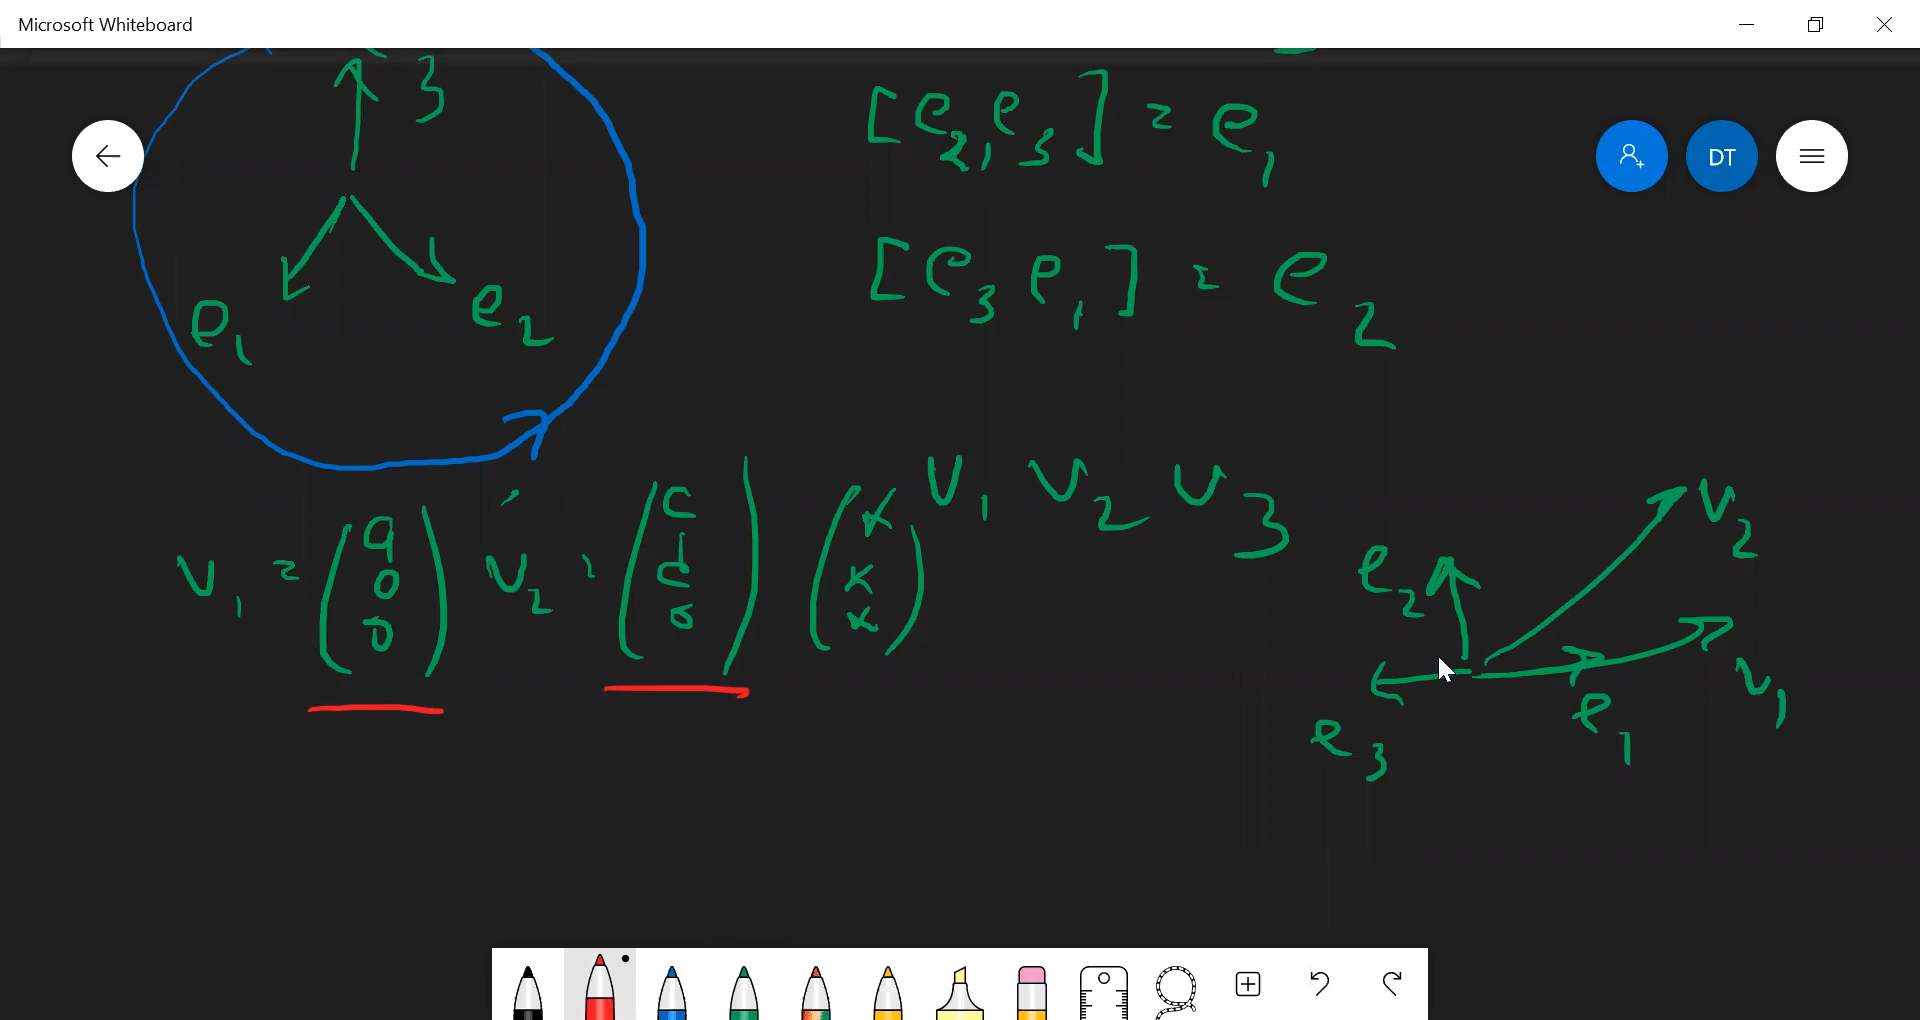 Microsoft Whiteboard
3
[e₂, e₃] = e₁
DT
[e₃ e₁] = e₂
e₁ e₂
v₁ v₂ v₃
v₁ = (a 0 0) v₂ = (c d 0) (x x x)
v₂
e₂
v₁
e₁
e₃